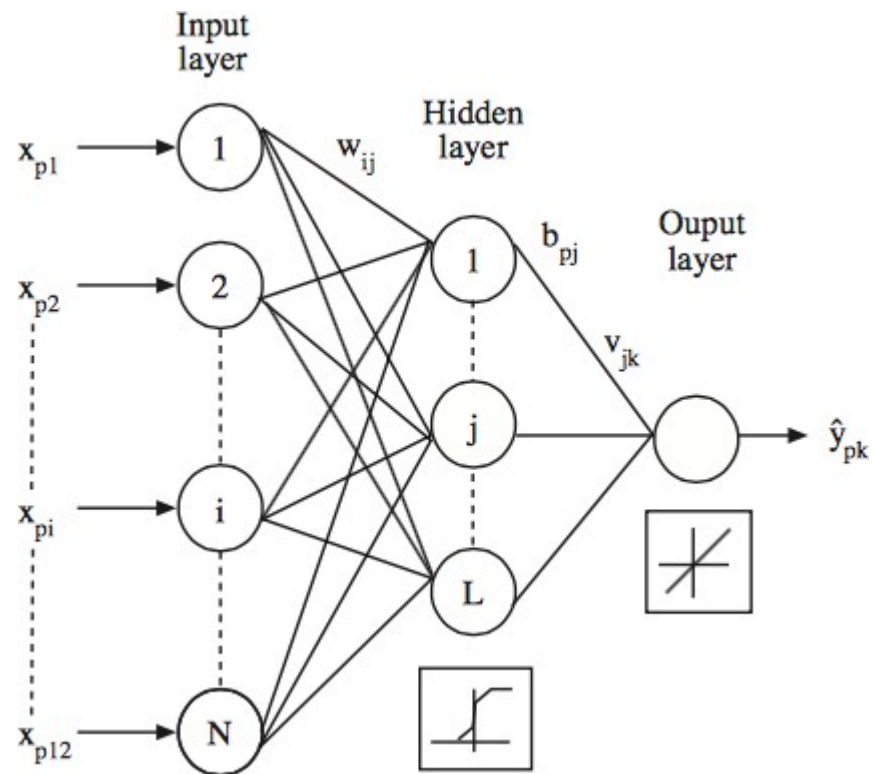 Input
layer
x_p1
1
w_ij
Hidden
layer
x_p2
2
1
b_pj
Ouput
layer
v_jk
j
ŷ_pk
x_pi
i
L
x_p12
N